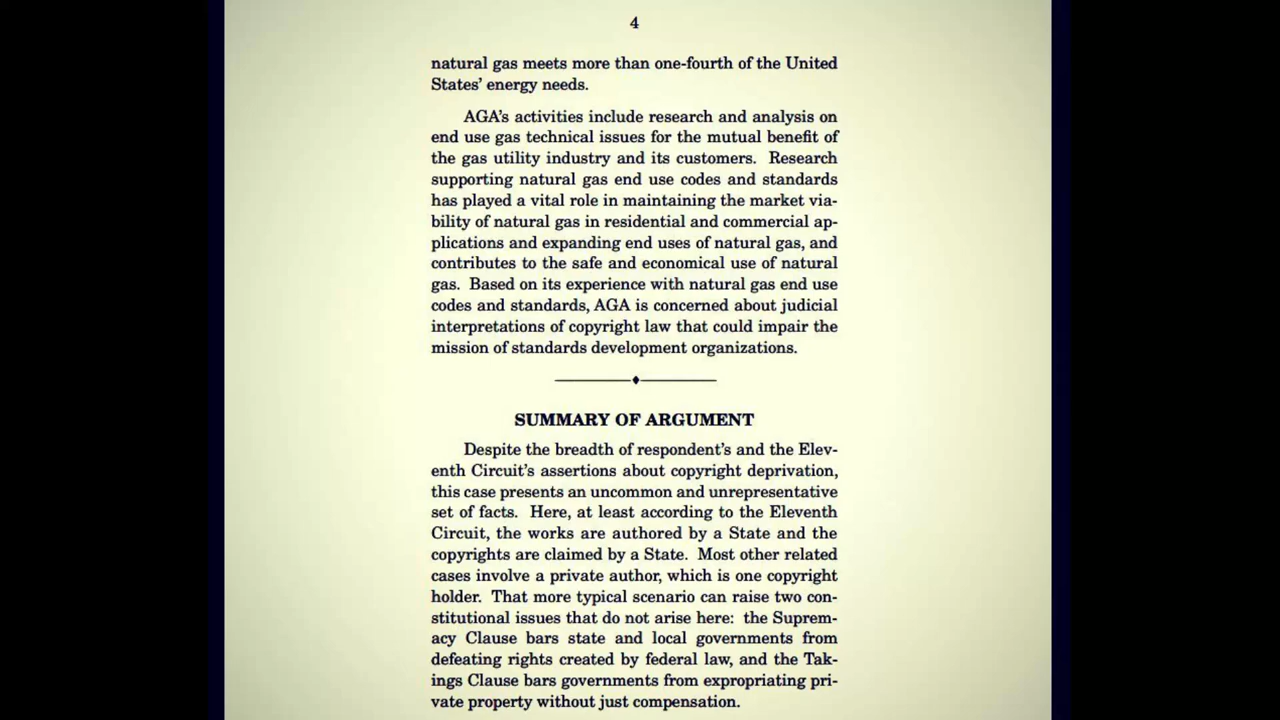 4
natural gas meets more than one-fourth of the United
States’ energy needs.
AGA’s activities include research and analysis on
end use gas technical issues for the mutual benefit of
the gas utility industry and its customers. Research
supporting natural gas end use codes and standards
has played a vital role in maintaining the market via-
bility of natural gas in residential and commercial ap-
plications and expanding end uses of natural gas, and
contributes to the safe and economical use of natural
gas. Based on its experience with natural gas end use
codes and standards, AGA is concerned about judicial
interpretations of copyright law that could impair the
mission of standards development organizations.
SUMMARY OF ARGUMENT
Despite the breadth of respondent’s and the Elev-
enth Circuit’s assertions about copyright deprivation,
this case presents an uncommon and unrepresentative
set of facts. Here, at least according to the Eleventh
Circuit, the works are authored by a State and the
copyrights are claimed by a State. Most other related
cases involve a private author, which is one copyright
holder. That more typical scenario can raise two con-
stitutional issues that do not arise here: the Suprem-
acy Clause bars state and local governments from
defeating rights created by federal law, and the Tak-
ings Clause bars governments from expropriating pri-
vate property without just compensation.